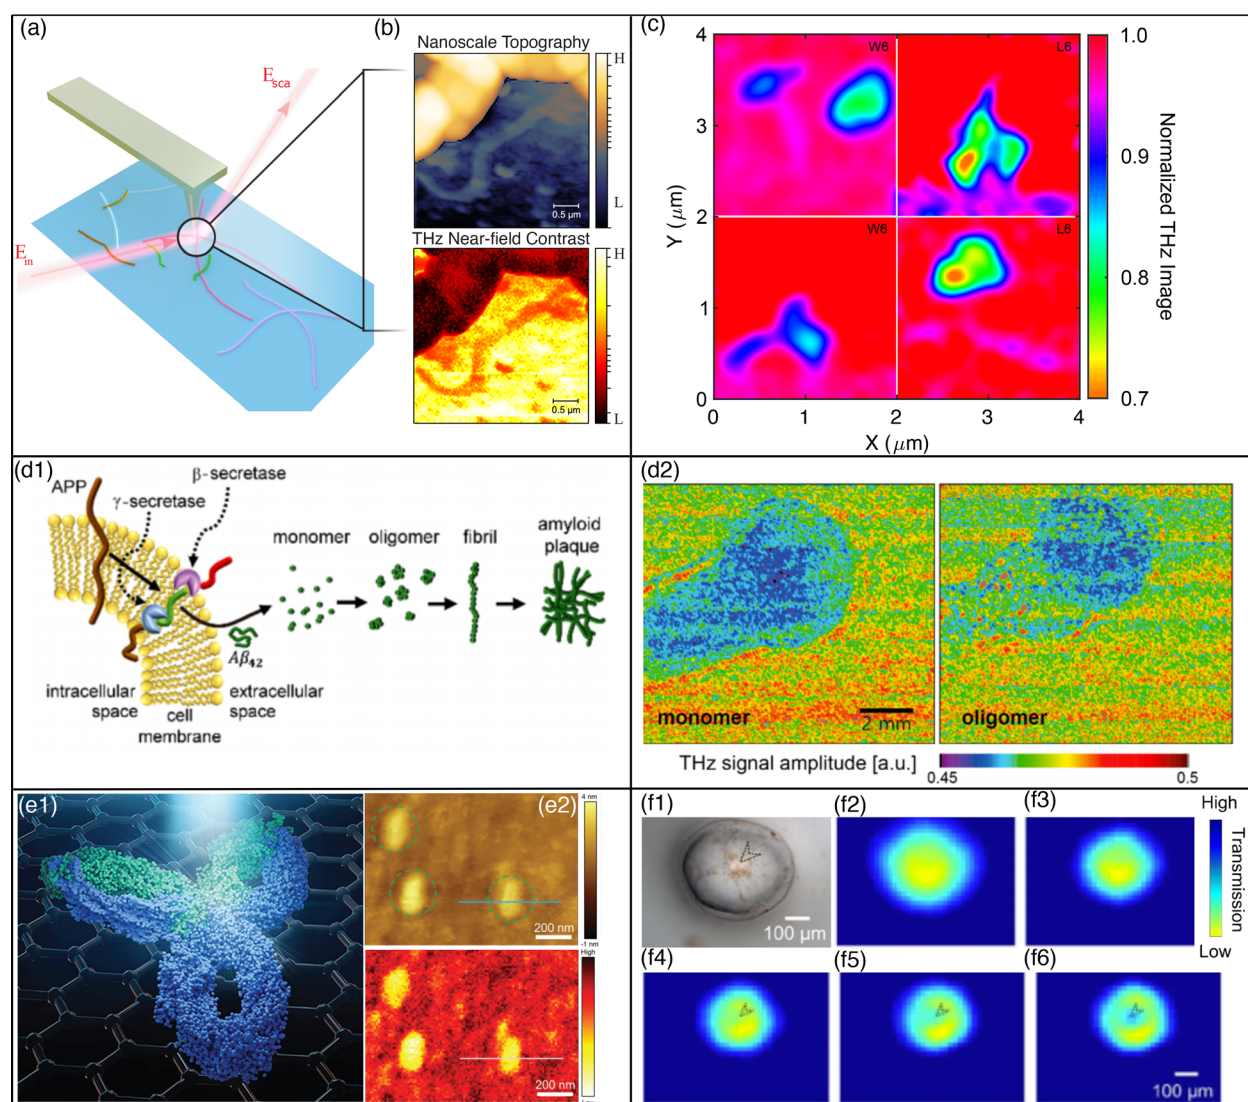 (a)
E_sca
E_in
(b)
Nanoscale Topography
H
0.5 µm
L
THz Near-field Contrast
H
0.5 µm
L
(c)
W6
L6
W6
L6
4
3
2
1
0
0
1
2
3
4
Y (µm)
X (µm)
1.0
0.9
0.8
0.7
Normalized THz Image
(d1)
APP
γ-secretase
β-secretase
monomer
oligomer
fibril
amyloid
plaque
Aβ₄₂
intracellular
space
cell
membrane
extracellular
space
(d2)
monomer
2 mm
oligomer
THz signal amplitude [a.u.]
0.45
0.5
(e1)
(e2)
4 nm
200 nm
-1 nm
High
200 nm
(f1)
100 µm
(f2)
(f3)
High
Transmission
Low
(f4)
(f5)
(f6)
100 µm